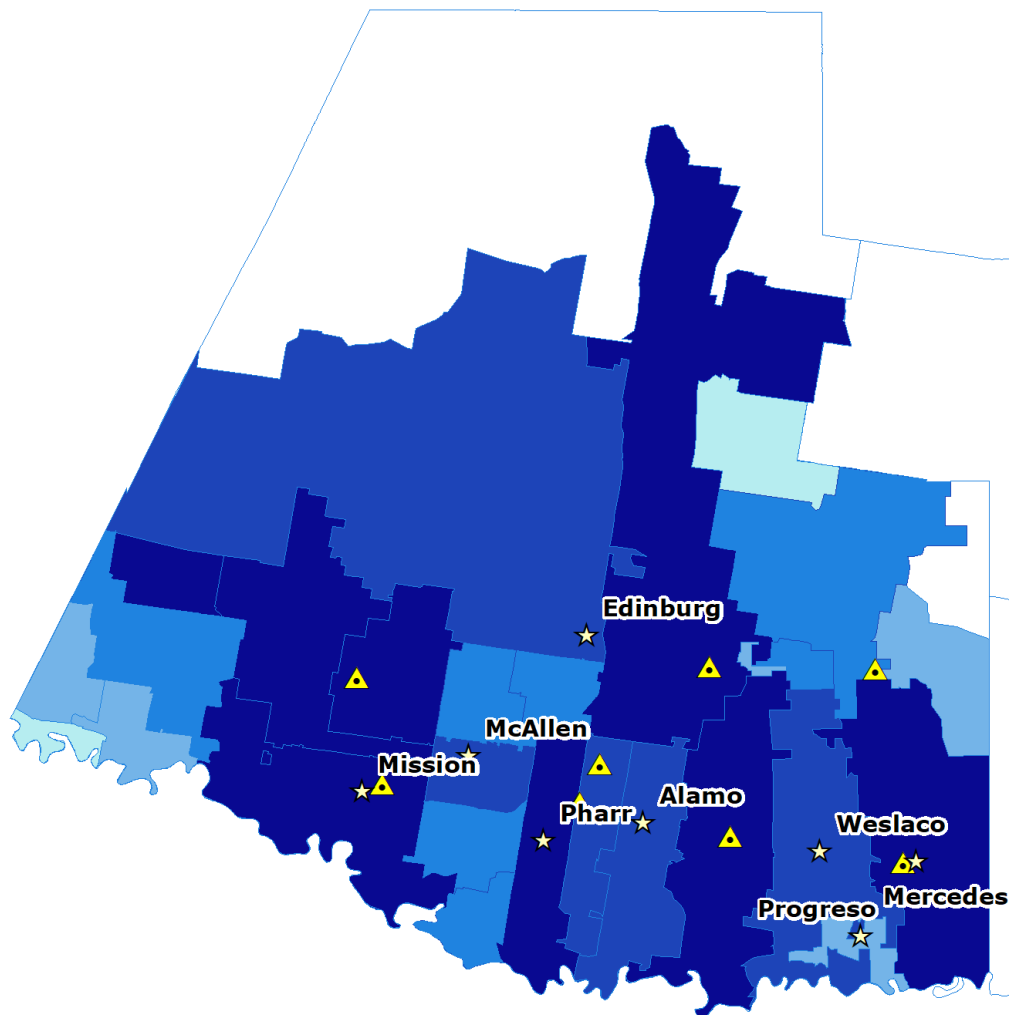 Edinburg
McAllen
Mission
Alamo
Pharr
Weslaco
Mercedes
Progreso